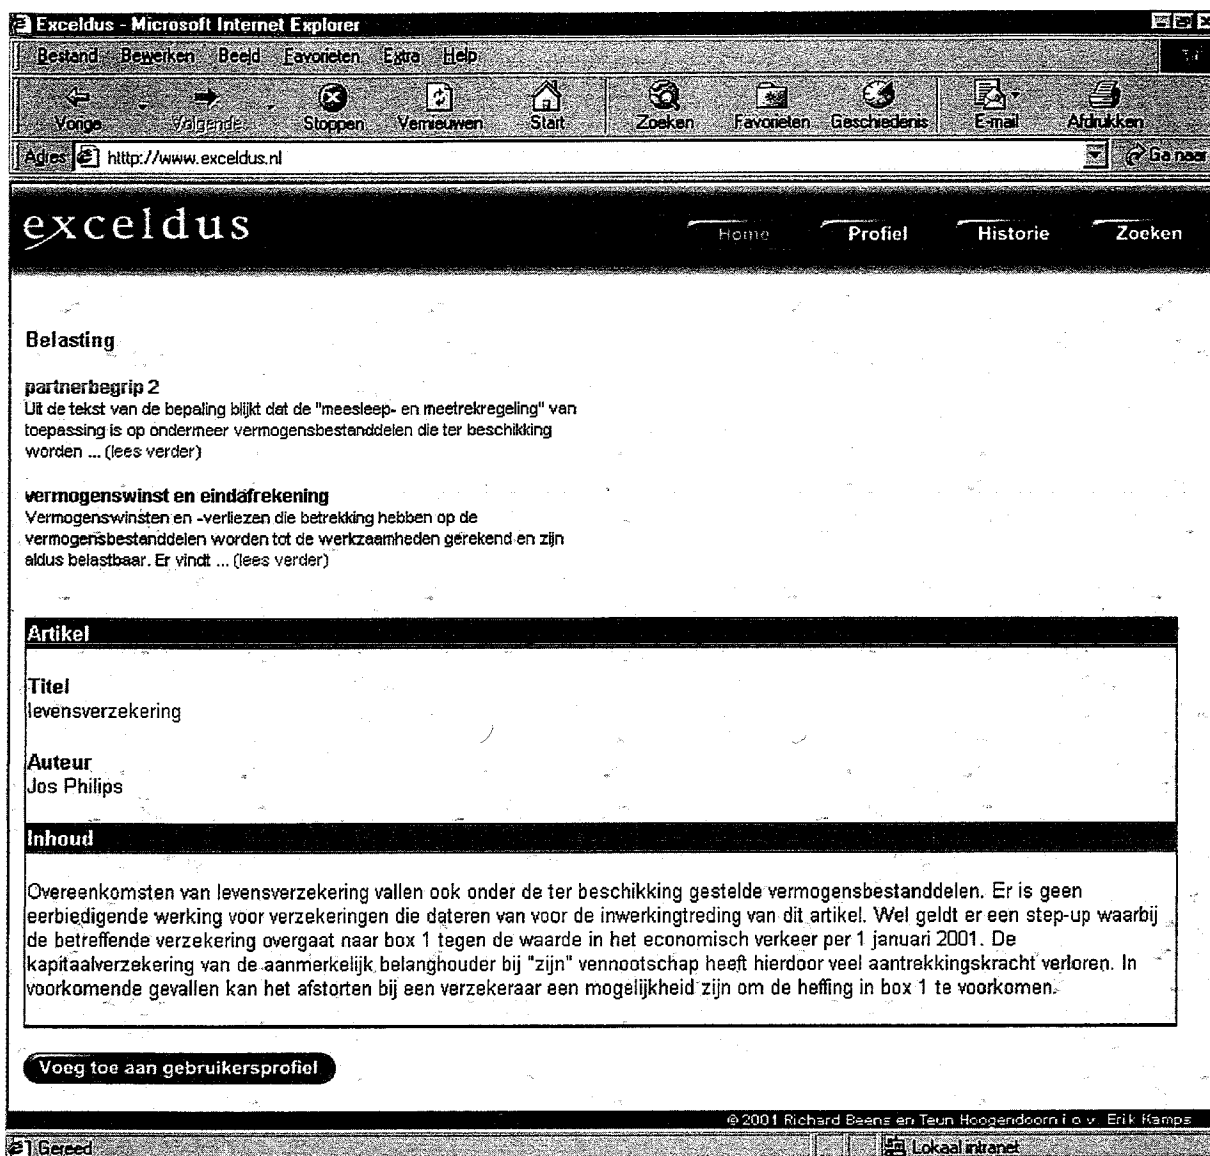 Exceldus - Microsoft Internet Explorer
Bestand Bewerken Beeld Favorieten Extra Help
Vorige Volgende Stoppen Vernieuwen Start Zoeken Favorieten Geschiedenis E-mail Afdrukken
Adres htttp://www.exceldus.nl Ga naar
exceldus
Home Profiel Historie Zoeken
Belasting
partnerbegrip 2
Uit de tekst van de bepaling blijkt dat de "meesleep- en meetrekregeling" van
toepassing is op ondermeer vermogensbestanddelen die ter beschikking
worden ... (lees verder)
vermogenswinst en eindafrekening
Vermogenswinsten en -verliezen die betrekking hebben op de
vermogensbestanddelen worden tot de werkzaamheden gerekend en zijn
aldus belastbaar. Er vindt ... (lees verder)
Artikel
Titel
levensverzekering
Auteur
Jos Philips
Inhoud
Overeenkomsten van levensverzekering vallen ook onder de ter beschikking gestelde vermogensbestanddelen. Er is geen
eerbiedigende werking voor verzekeringen die dateren van voor de inwerkingtreding van dit artikel. Wel geldt er een step-up waarbij
de betreffende verzekering overgaat naar box 1 tegen de waarde in het economisch verkeer per 1 januari 2001. De
kapitaalverzekering van de aanmerkelijk belanghouder bij "zijn" vennootschap heeft hierdoor veel aantrekkingskracht verloren. In
voorkomende gevallen kan het afstorten bij een verzekeraar een mogelijkheid zijn om de heffing in box 1 te voorkomen.
Voeg toe aan gebruikersprofiel
© 2001 Richard Beens en Teun Hoogendoorn i.o.v. Erik Kamps
Gereed Lokaal intranet